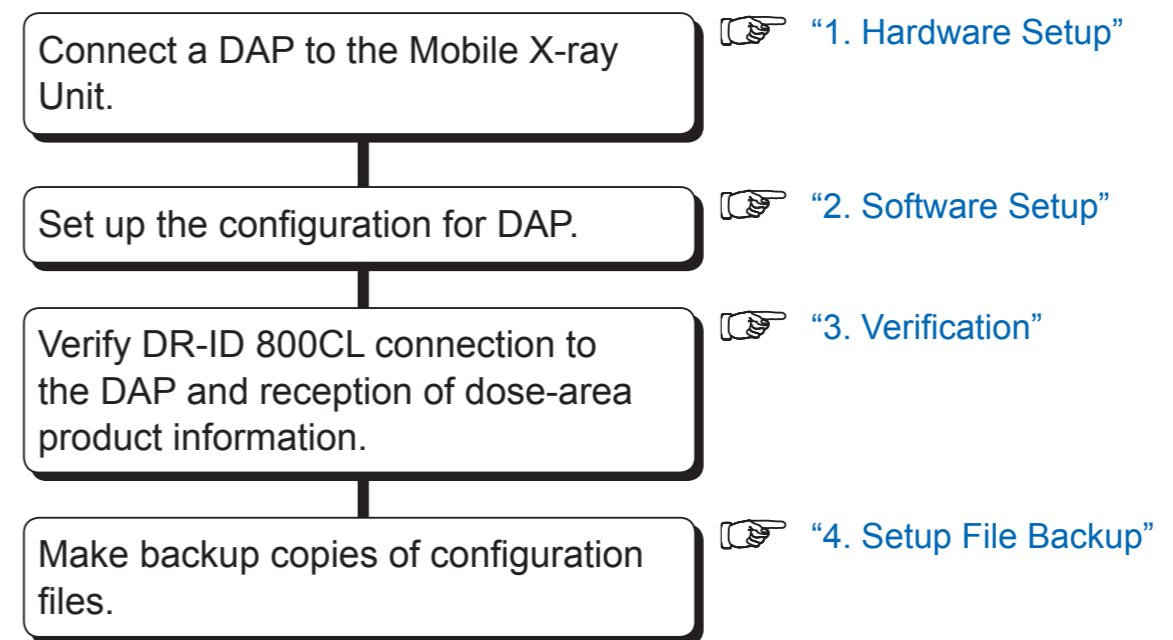 Connect a DAP to the Mobile X-ray
Unit.
“1. Hardware Setup”
Set up the configuration for DAP.
“2. Software Setup”
Verify DR-ID 800CL connection to
the DAP and reception of dose-area
product information.
“3. Verification”
Make backup copies of configuration
files.
“4. Setup File Backup”